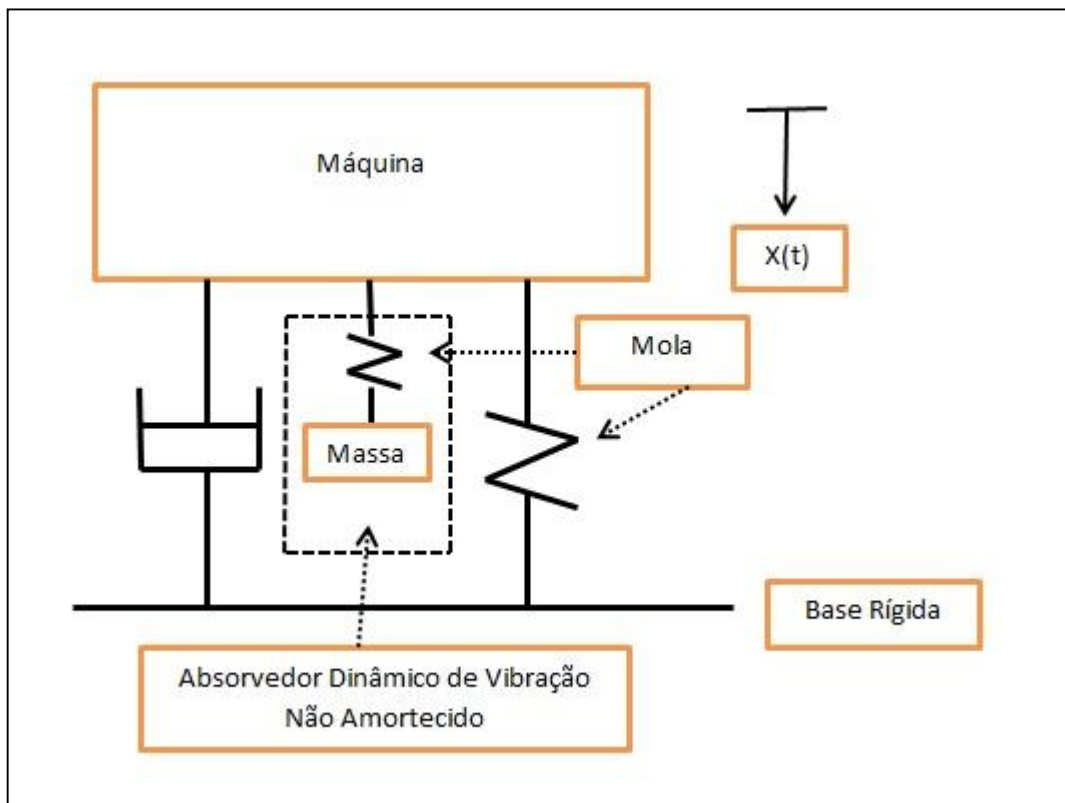 Máquina
X(t)
Mola
Massa
Base Rígida
Absorvedor Dinâmico de Vibração
Não Amortecido